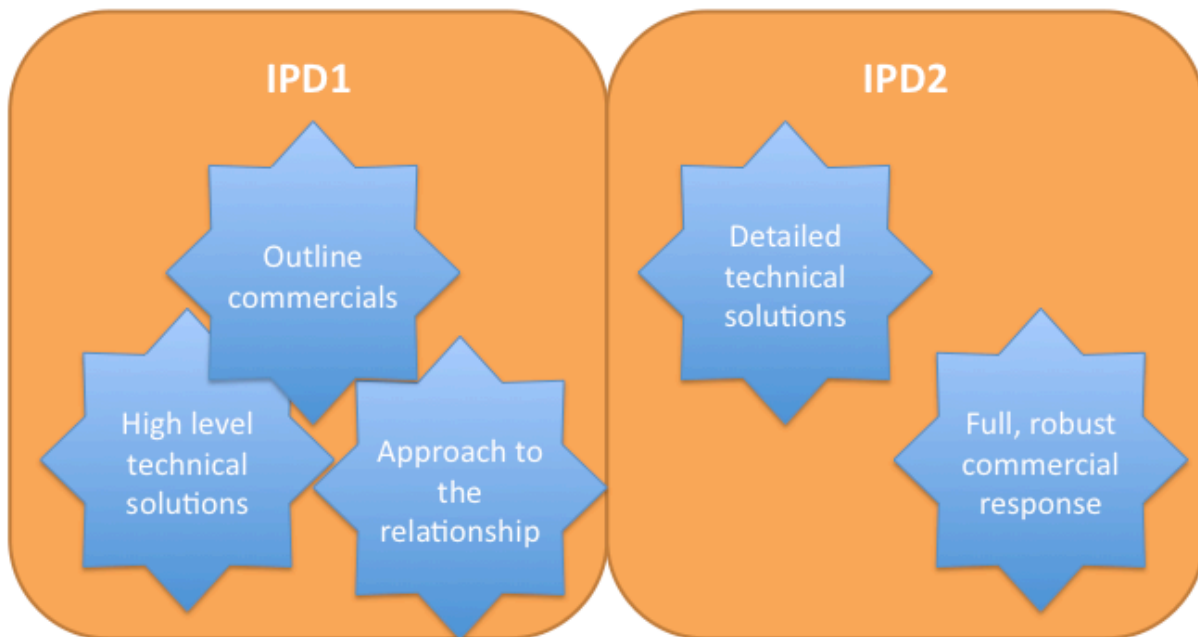 IPD1
Outline
commercials
High level
technical
solutions
Approach to
the
relationship
IPD2
Detailed
technical
solutions
Full, robust
commercial
response